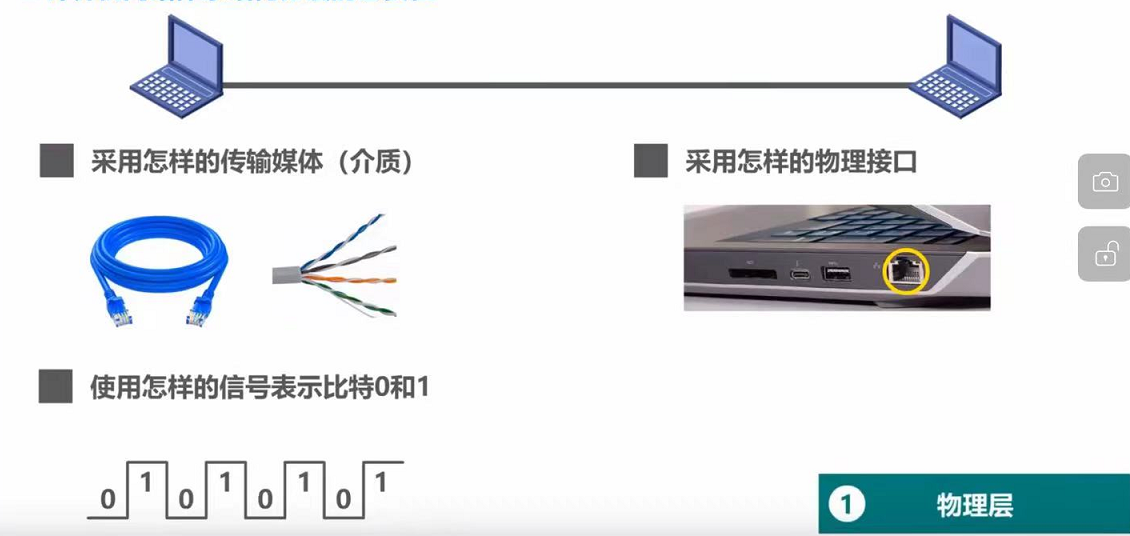 采用怎样的传输媒体（介质）
采用怎样的物理接口
使用怎样的信号表示比特0和1
0 1 0 1 0 1 0 1
1 物理层